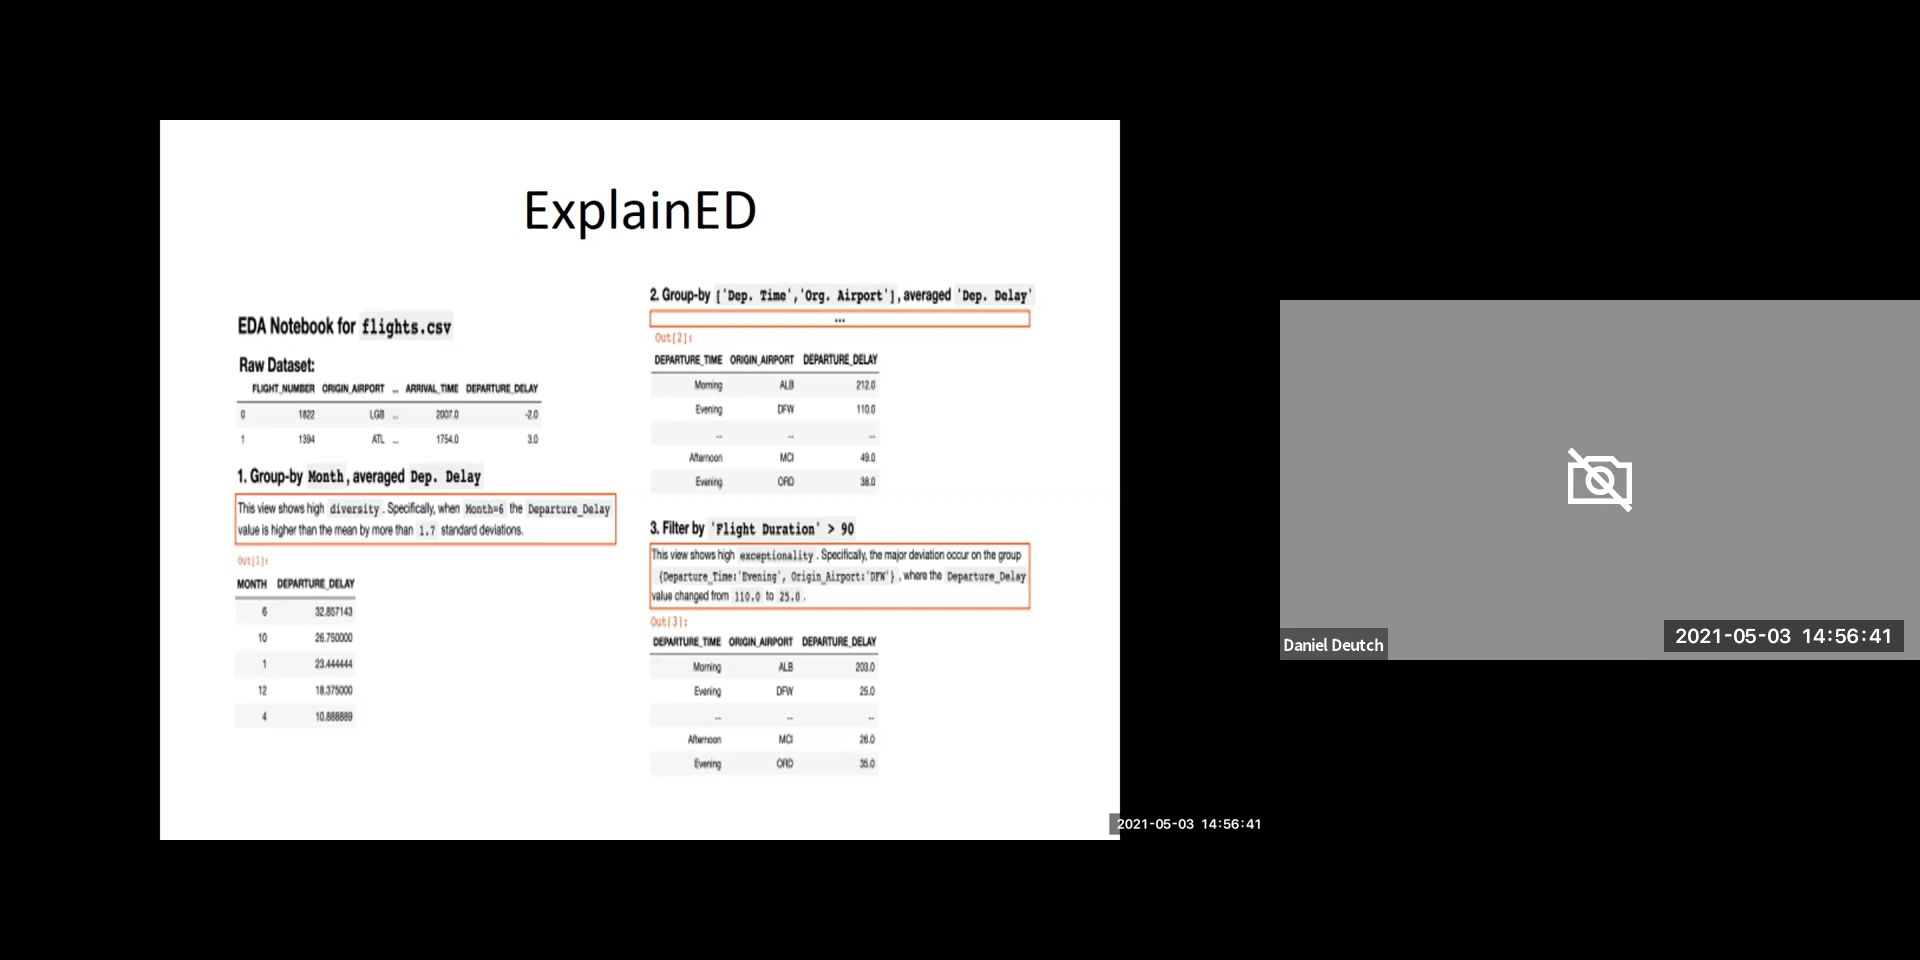 ExplainED
EDA Notebook for flights.csv
Raw Dataset:
FLIGHT_NUMBER ORIGIN_AIRPORT ... ARRIVAL_TIME DEPARTURE_DELAY
0 1822 LGB ... 2007.0 -2.0
1 1394 ATL ... 1754.0 3.0
1. Group-by Month, averaged Dep. Delay
This view shows high diversity. Specifically, when Month=6 the Departure_Delay
value is higher than the mean by more than 1.7 standard deviations.
Out[1]:
MONTH DEPARTURE_DELAY
6 32.857143
10 26.750000
1 23.444444
12 18.375000
4 10.888889
2. Group-by ['Dep. Time','Org. Airport'], averaged 'Dep. Delay'
...
Out[2]:
DEPARTURE_TIME ORIGIN_AIRPORT DEPARTURE_DELAY
Morning ALB 212.0
Evening DFW 110.0
... ... ...
Afternoon MCI 49.0
Evening ORD 38.0
3. Filter by 'Flight Duration' > 90
This view shows high exceptionality. Specifically, the major deviation occur on the group
{Departure_Time:'Evening', Origin_Airport:'DFW'}, where the Departure_Delay
value changed from 110.0 to 25.0.
Out[3]:
DEPARTURE_TIME ORIGIN_AIRPORT DEPARTURE_DELAY
Morning ALB 203.0
Evening DFW 25.0
... ... ...
Afternoon MCI 26.0
Evening ORD 35.0
2021-05-03 14:56:41
Daniel Deutch
2021-05-03 14:56:41